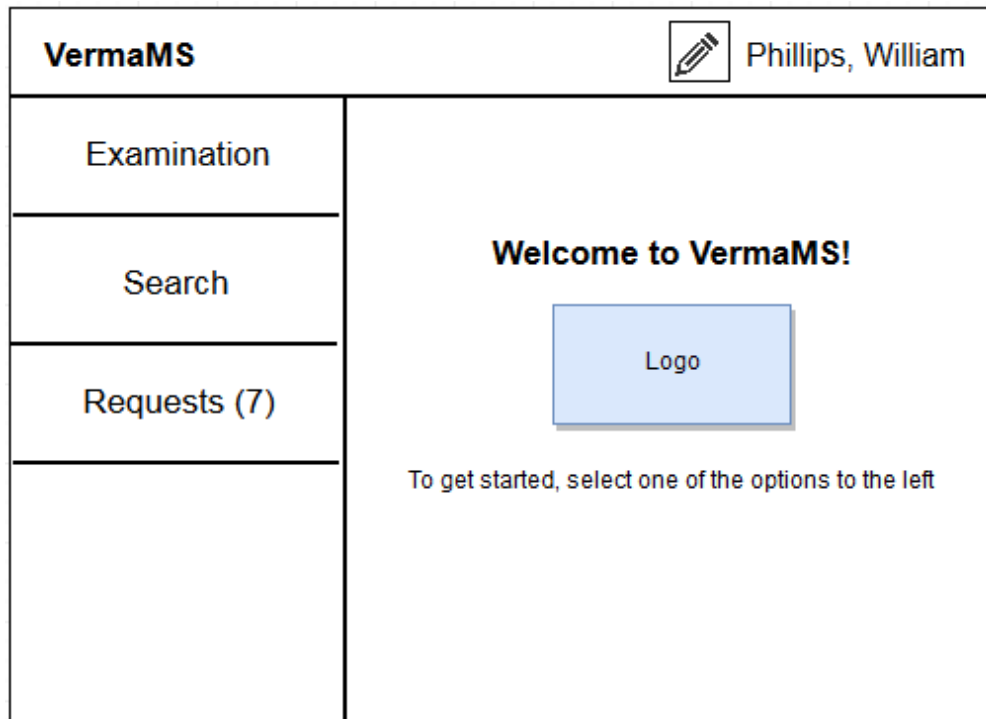 VermaMS
Phillips, William
Examination
Search
Requests (7)
Welcome to VermaMS!
Logo
To get started, select one of the options to the left